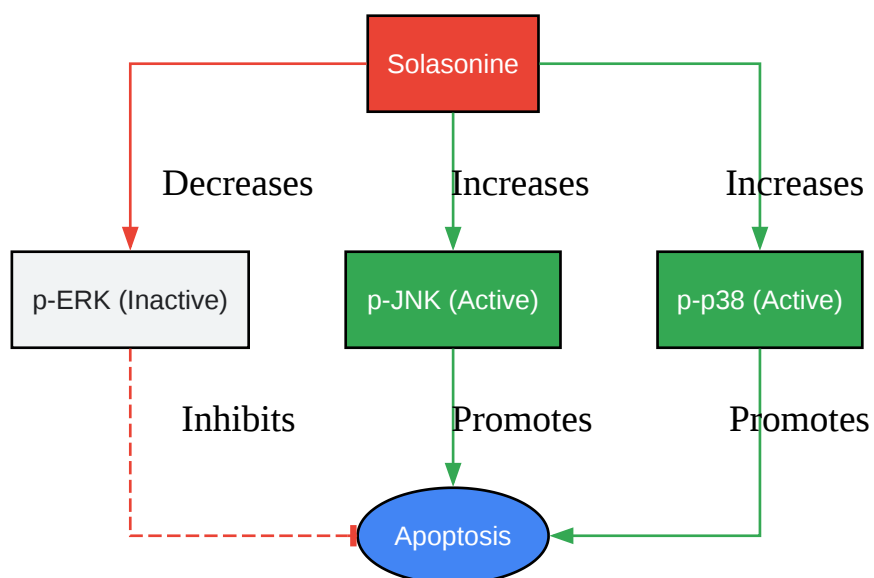 Solasonine
Decreases
Increases
Increases
p-ERK (Inactive)
p-JNK (Active)
p-p38 (Active)
Inhibits
Promotes
Promotes
Apoptosis